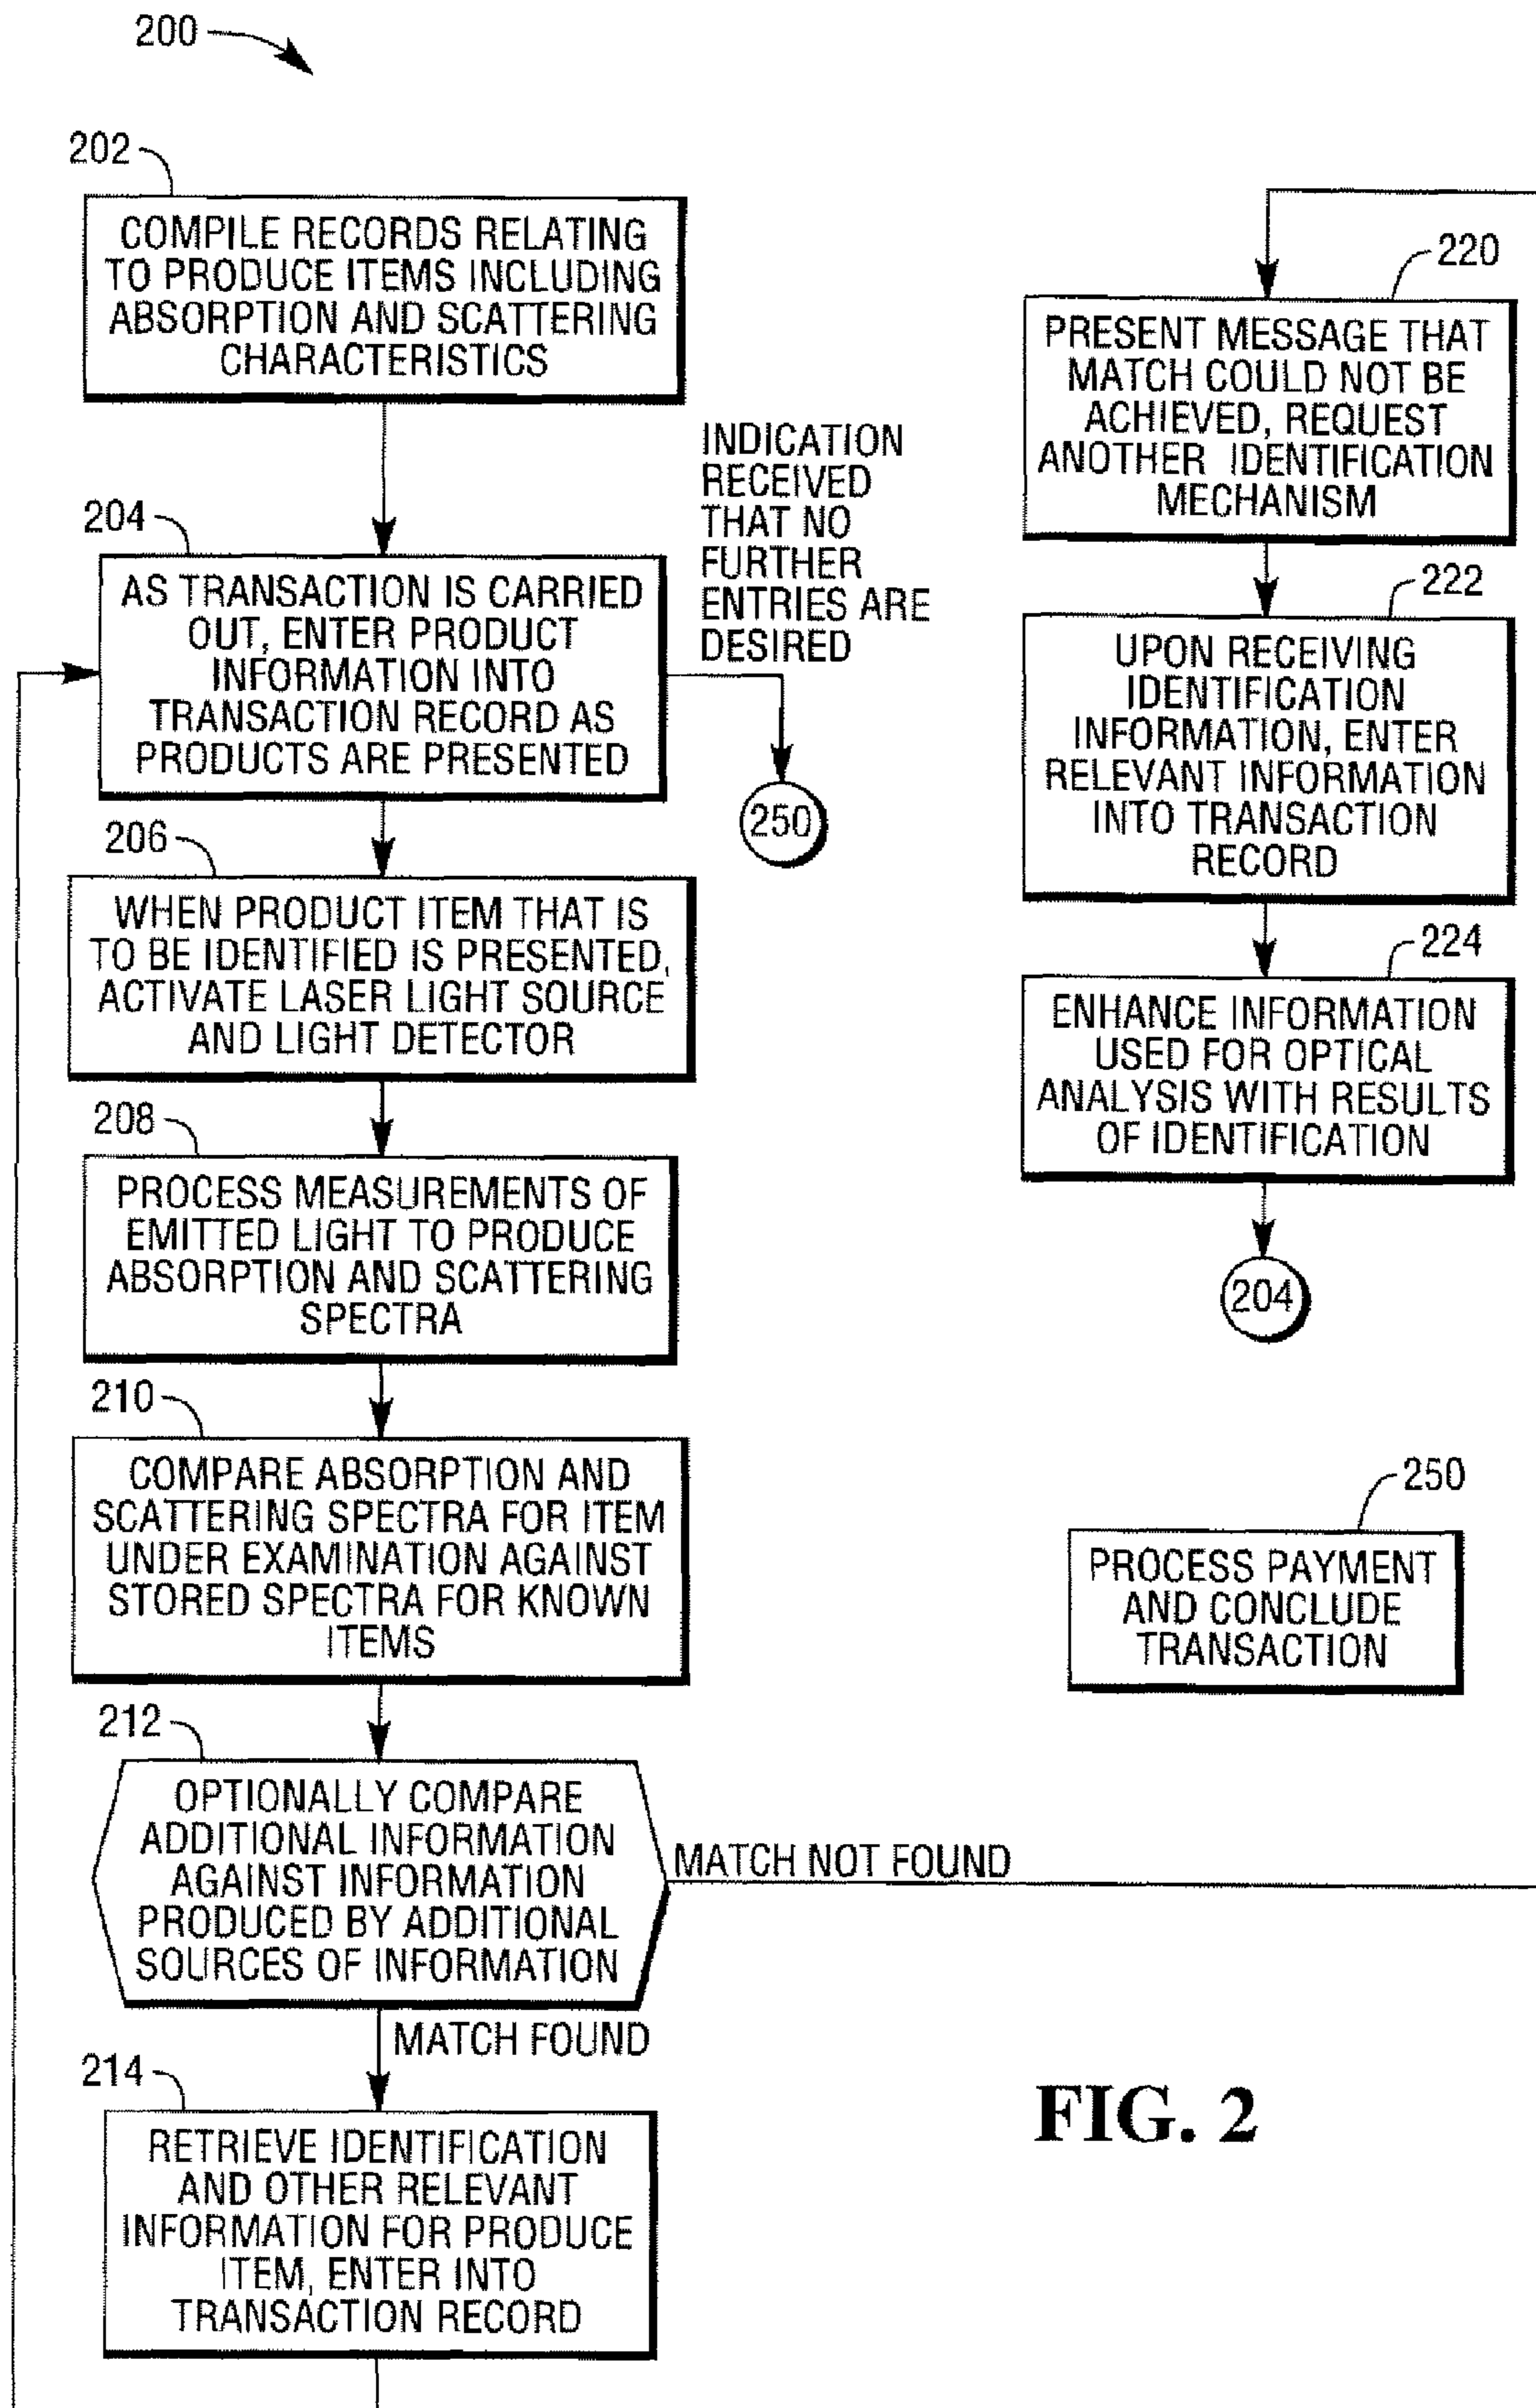 200
202
COMPILE RECORDS RELATING
TO PRODUCE ITEMS INCLUDING
ABSORPTION AND SCATTERING
CHARACTERISTICS
204
AS TRANSACTION IS CARRIED
OUT, ENTER PRODUCT
INFORMATION INTO
TRANSACTION RECORD AS
PRODUCTS ARE PRESENTED
INDICATION
RECEIVED
THAT NO
FURTHER
ENTRIES ARE
DESIRED
250
206
WHEN PRODUCT ITEM THAT IS
TO BE IDENTIFIED IS PRESENTED,
ACTIVATE LASER LIGHT SOURCE
AND LIGHT DETECTOR
208
PROCESS MEASUREMENTS OF
EMITTED LIGHT TO PRODUCE
ABSORPTION AND SCATTERING
SPECTRA
210
COMPARE ABSORPTION AND
SCATTERING SPECTRA FOR ITEM
UNDER EXAMINATION AGAINST
STORED SPECTRA FOR KNOWN
ITEMS
212
OPTIONALLY COMPARE
ADDITIONAL INFORMATION
AGAINST INFORMATION
PRODUCED BY ADDITIONAL
SOURCES OF INFORMATION
MATCH NOT FOUND
MATCH FOUND
214
RETRIEVE IDENTIFICATION
AND OTHER RELEVANT
INFORMATION FOR PRODUCE
ITEM, ENTER INTO
TRANSACTION RECORD
220
PRESENT MESSAGE THAT
MATCH COULD NOT BE
ACHIEVED, REQUEST
ANOTHER IDENTIFICATION
MECHANISM
222
UPON RECEIVING
IDENTIFICATION
INFORMATION, ENTER
RELEVANT INFORMATION
INTO TRANSACTION
RECORD
224
ENHANCE INFORMATION
USED FOR OPTICAL
ANALYSIS WITH RESULTS
OF IDENTIFICATION
204
250
PROCESS PAYMENT
AND CONCLUDE
TRANSACTION
FIG. 2